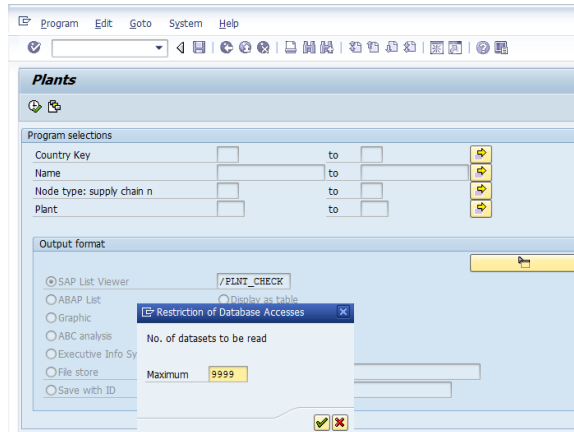 Program Edit Goto System Help
Plants
Program selections
Country Key to
Name to
Node type: supply chain n to
Plant to
Output format
SAP List Viewer /PLNT_CHECK
ABAP List Display as table
Graphic
ABC analysis
Executive Info Sy
File store
Save with ID
Restriction of Database Accesses
No. of datasets to be read
Maximum 9999